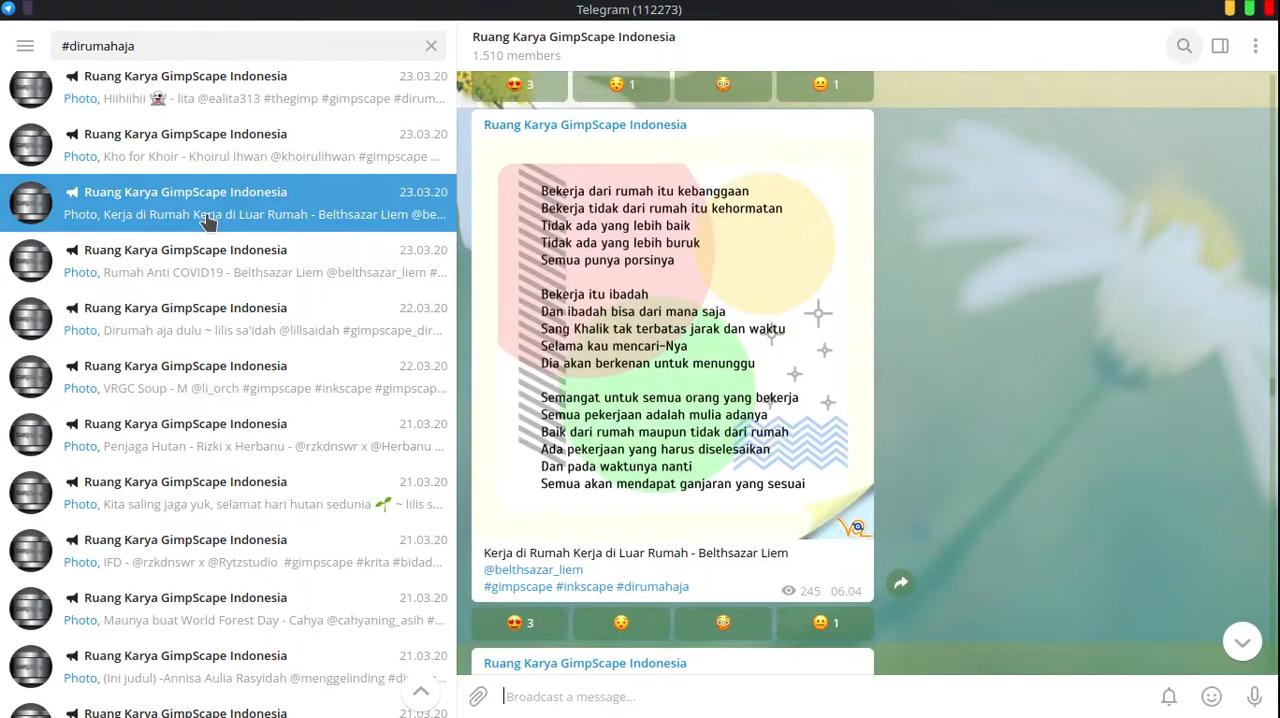 Telegram (112273)
#dirumahaja
Ruang Karya GimpScape Indonesia 23.03.20
Photo, Hiihiihii 👻 - lita @ealita313 #thegimp #gimpscape #dirum...
Ruang Karya GimpScape Indonesia 23.03.20
Photo, Kho for Khoir - Khoirul Ihwan @khoirulihwan #gimpscape ...
Ruang Karya GimpScape Indonesia 23.03.20
Photo, Kerja di Rumah Kerja di Luar Rumah - Belthsazar Liem @be...
Ruang Karya GimpScape Indonesia 23.03.20
Photo, Rumah Anti COVID19 - Belthsazar Liem @belthsazar_liem #...
Ruang Karya GimpScape Indonesia 22.03.20
Photo, Dirumah aja dulu ~ lilis sa'idah @lillsaidah #gimpscape_dir...
Ruang Karya GimpScape Indonesia 22.03.20
Photo, VRGC Soup - M @li_orch #gimpscape #inkscape #gimpscap...
Ruang Karya GimpScape Indonesia 21.03.20
Photo, Penjaga Hutan - Rizki x Herbanu - @rzkdnswr x @Herbanu ...
Ruang Karya GimpScape Indonesia 21.03.20
Photo, Kita saling jaga yuk, selamat hari hutan sedunia 🌱 ~ lilis s...
Ruang Karya GimpScape Indonesia 21.03.20
Photo, IFD - @rzkdnswr x @Rytzstudio #gimpscape #krita #bidad...
Ruang Karya GimpScape Indonesia 21.03.20
Photo, Maunya buat World Forest Day - Cahya @cahyaning_asih #...
Ruang Karya GimpScape Indonesia 21.03.20
Photo, (Ini judul) -Annisa Aulia Rasyidah @menggelinding #di...
Ruang Karya GimpScape Indonesia 21.03.20
Ruang Karya GimpScape Indonesia
1.510 members
😍 3 😴 1 😳 😐 1
Ruang Karya GimpScape Indonesia
Bekerja dari rumah itu kebanggaan
Bekerja tidak dari rumah itu kehormatan
Tidak ada yang lebih baik
Tidak ada yang lebih buruk
Semua punya porsinya
Bekerja itu ibadah
Dan ibadah bisa dari mana saja
Sang Khalik tak terbatas jarak dan waktu
Selama kau mencari-Nya
Dia akan berkenan untuk menunggu
Semangat untuk semua orang yang bekerja
Semua pekerjaan adalah mulia adanya
Baik dari rumah maupun tidak dari rumah
Ada pekerjaan yang harus diselesaikan
Dan pada waktunya nanti
Semua akan mendapat ganjaran yang sesuai
Kerja di Rumah Kerja di Luar Rumah - Belthsazar Liem
@belthsazar_liem
#gimpscape #inkscape #dirumahaja
245 06.04
😍 3 😴 😳 😐 1
Ruang Karya GimpScape Indonesia
Broadcast a message...